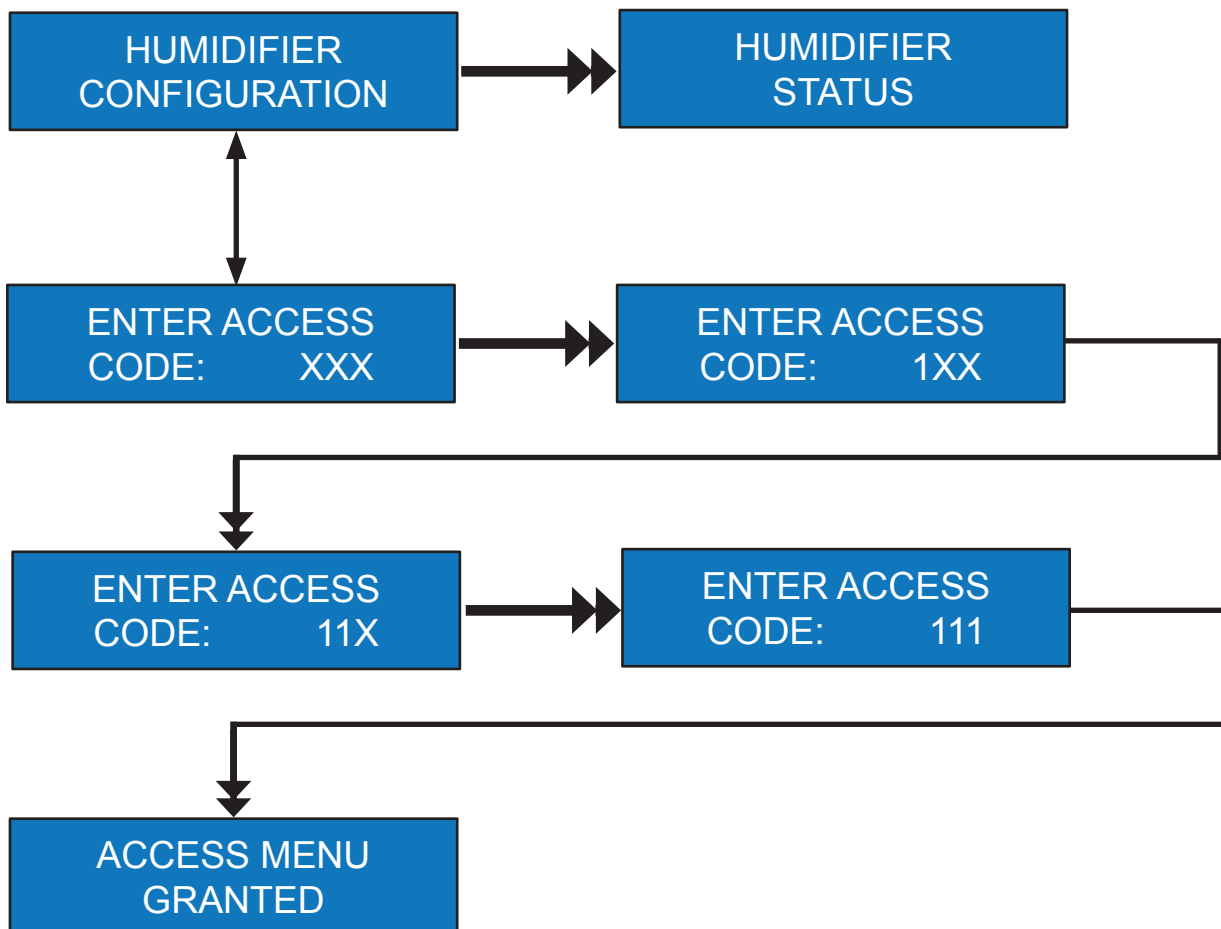 HUMIDIFIER
CONFIGURATION
HUMIDIFIER
STATUS
ENTER ACCESS
CODE: XXX
ENTER ACCESS
CODE: 1XX
ENTER ACCESS
CODE: 11X
ENTER ACCESS
CODE: 111
ACCESS MENU
GRANTED